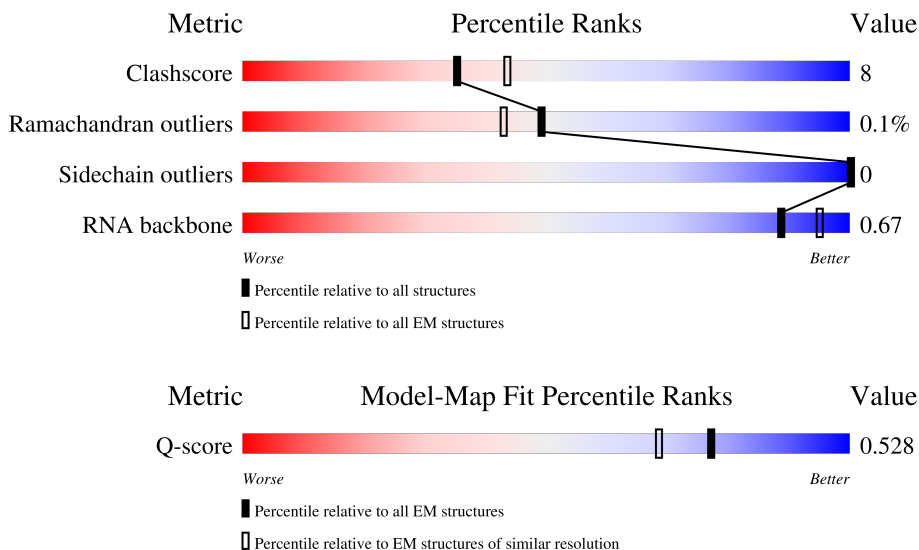 Metric Percentile Ranks Value
Clashscore 8
Ramachandran outliers 0.1%
Sidechain outliers 0
RNA backbone 0.67
Worse Better
Percentile relative to all structures
Percentile relative to all EM structures
Metric Model-Map Fit Percentile Ranks Value
Q-score 0.528
Worse Better
Percentile relative to all EM structures
Percentile relative to EM structures of similar resolution